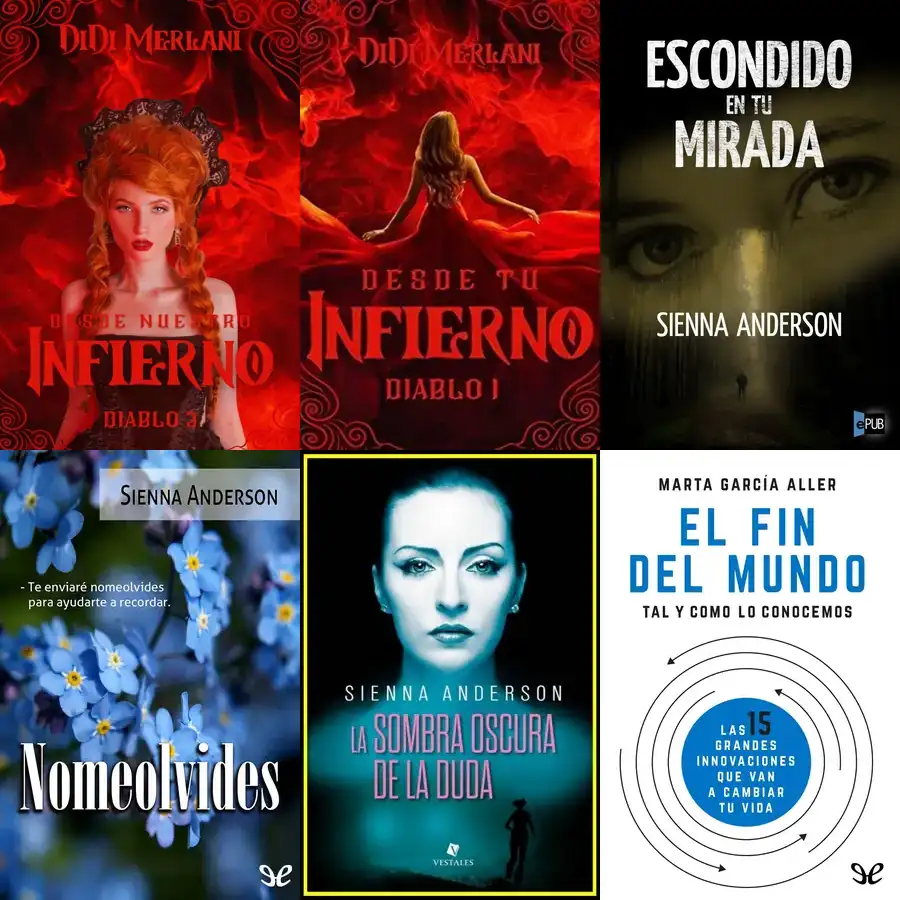 DiDi Merlani
DESDE NUESTRO
INFIERNO
DIABLO 3
DiDi Merlani
DESDE TU
INFIERNO
DIABLO I
ESCONDIDO
EN TU
MIRADA
SIENNA ANDERSON
ePUB
SIENNA ANDERSON
- Te enviaré nomeolvides
para ayudarte a recordar.
Nomeolvides
SIENNA ANDERSON
LA SOMBRA OSCURA
DE LA DUDA
VESTALES
MARTA GARCÍA ALLER
EL FIN
DEL MUNDO
TAL Y COMO LO CONOCEMOS
LAS 15
GRANDES
INNOVACIONES
QUE VAN
A CAMBIAR
TU VIDA